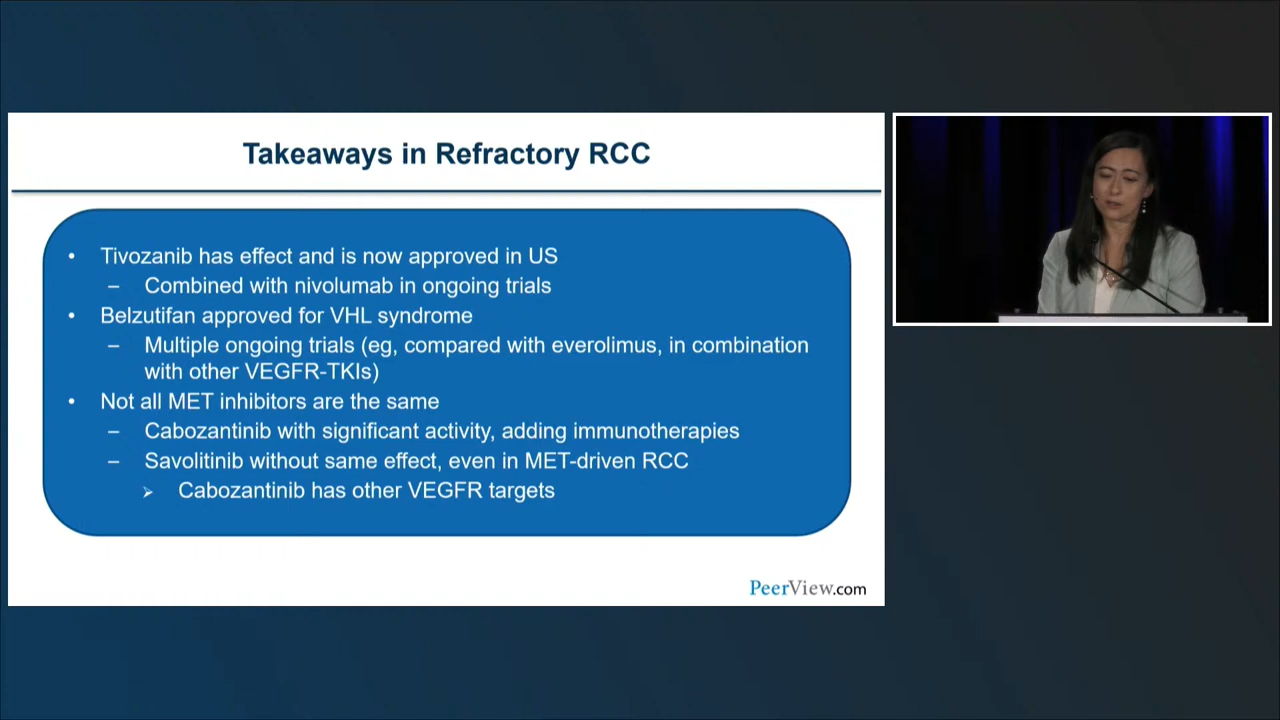 Takeaways in Refractory RCC
• Tivozanib has effect and is now approved in US
– Combined with nivolumab in ongoing trials
• Belzutifan approved for VHL syndrome
– Multiple ongoing trials (eg, compared with everolimus, in combination
with other VEGFR-TKIs)
• Not all MET inhibitors are the same
– Cabozantinib with significant activity, adding immunotherapies
– Savolitinib without same effect, even in MET-driven RCC
➢ Cabozantinib has other VEGFR targets
PeerView.com